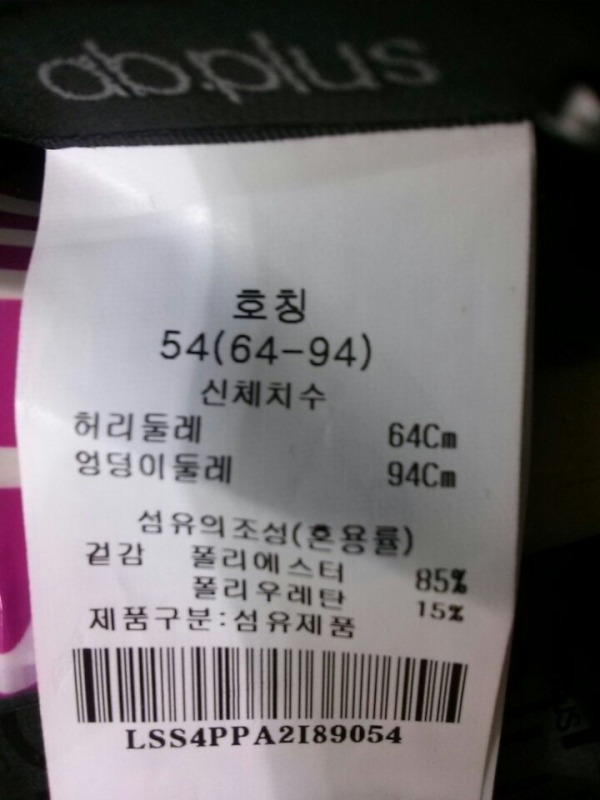 ab.plus
호칭
54(64-94)
신체치수
허리둘레 64Cm
엉덩이둘레 94Cm
섬유의조성(혼용률)
겉감 폴리에스터 85%
폴리우레탄 15%
제품구분:섬유제품
LSS4PPA2I89054